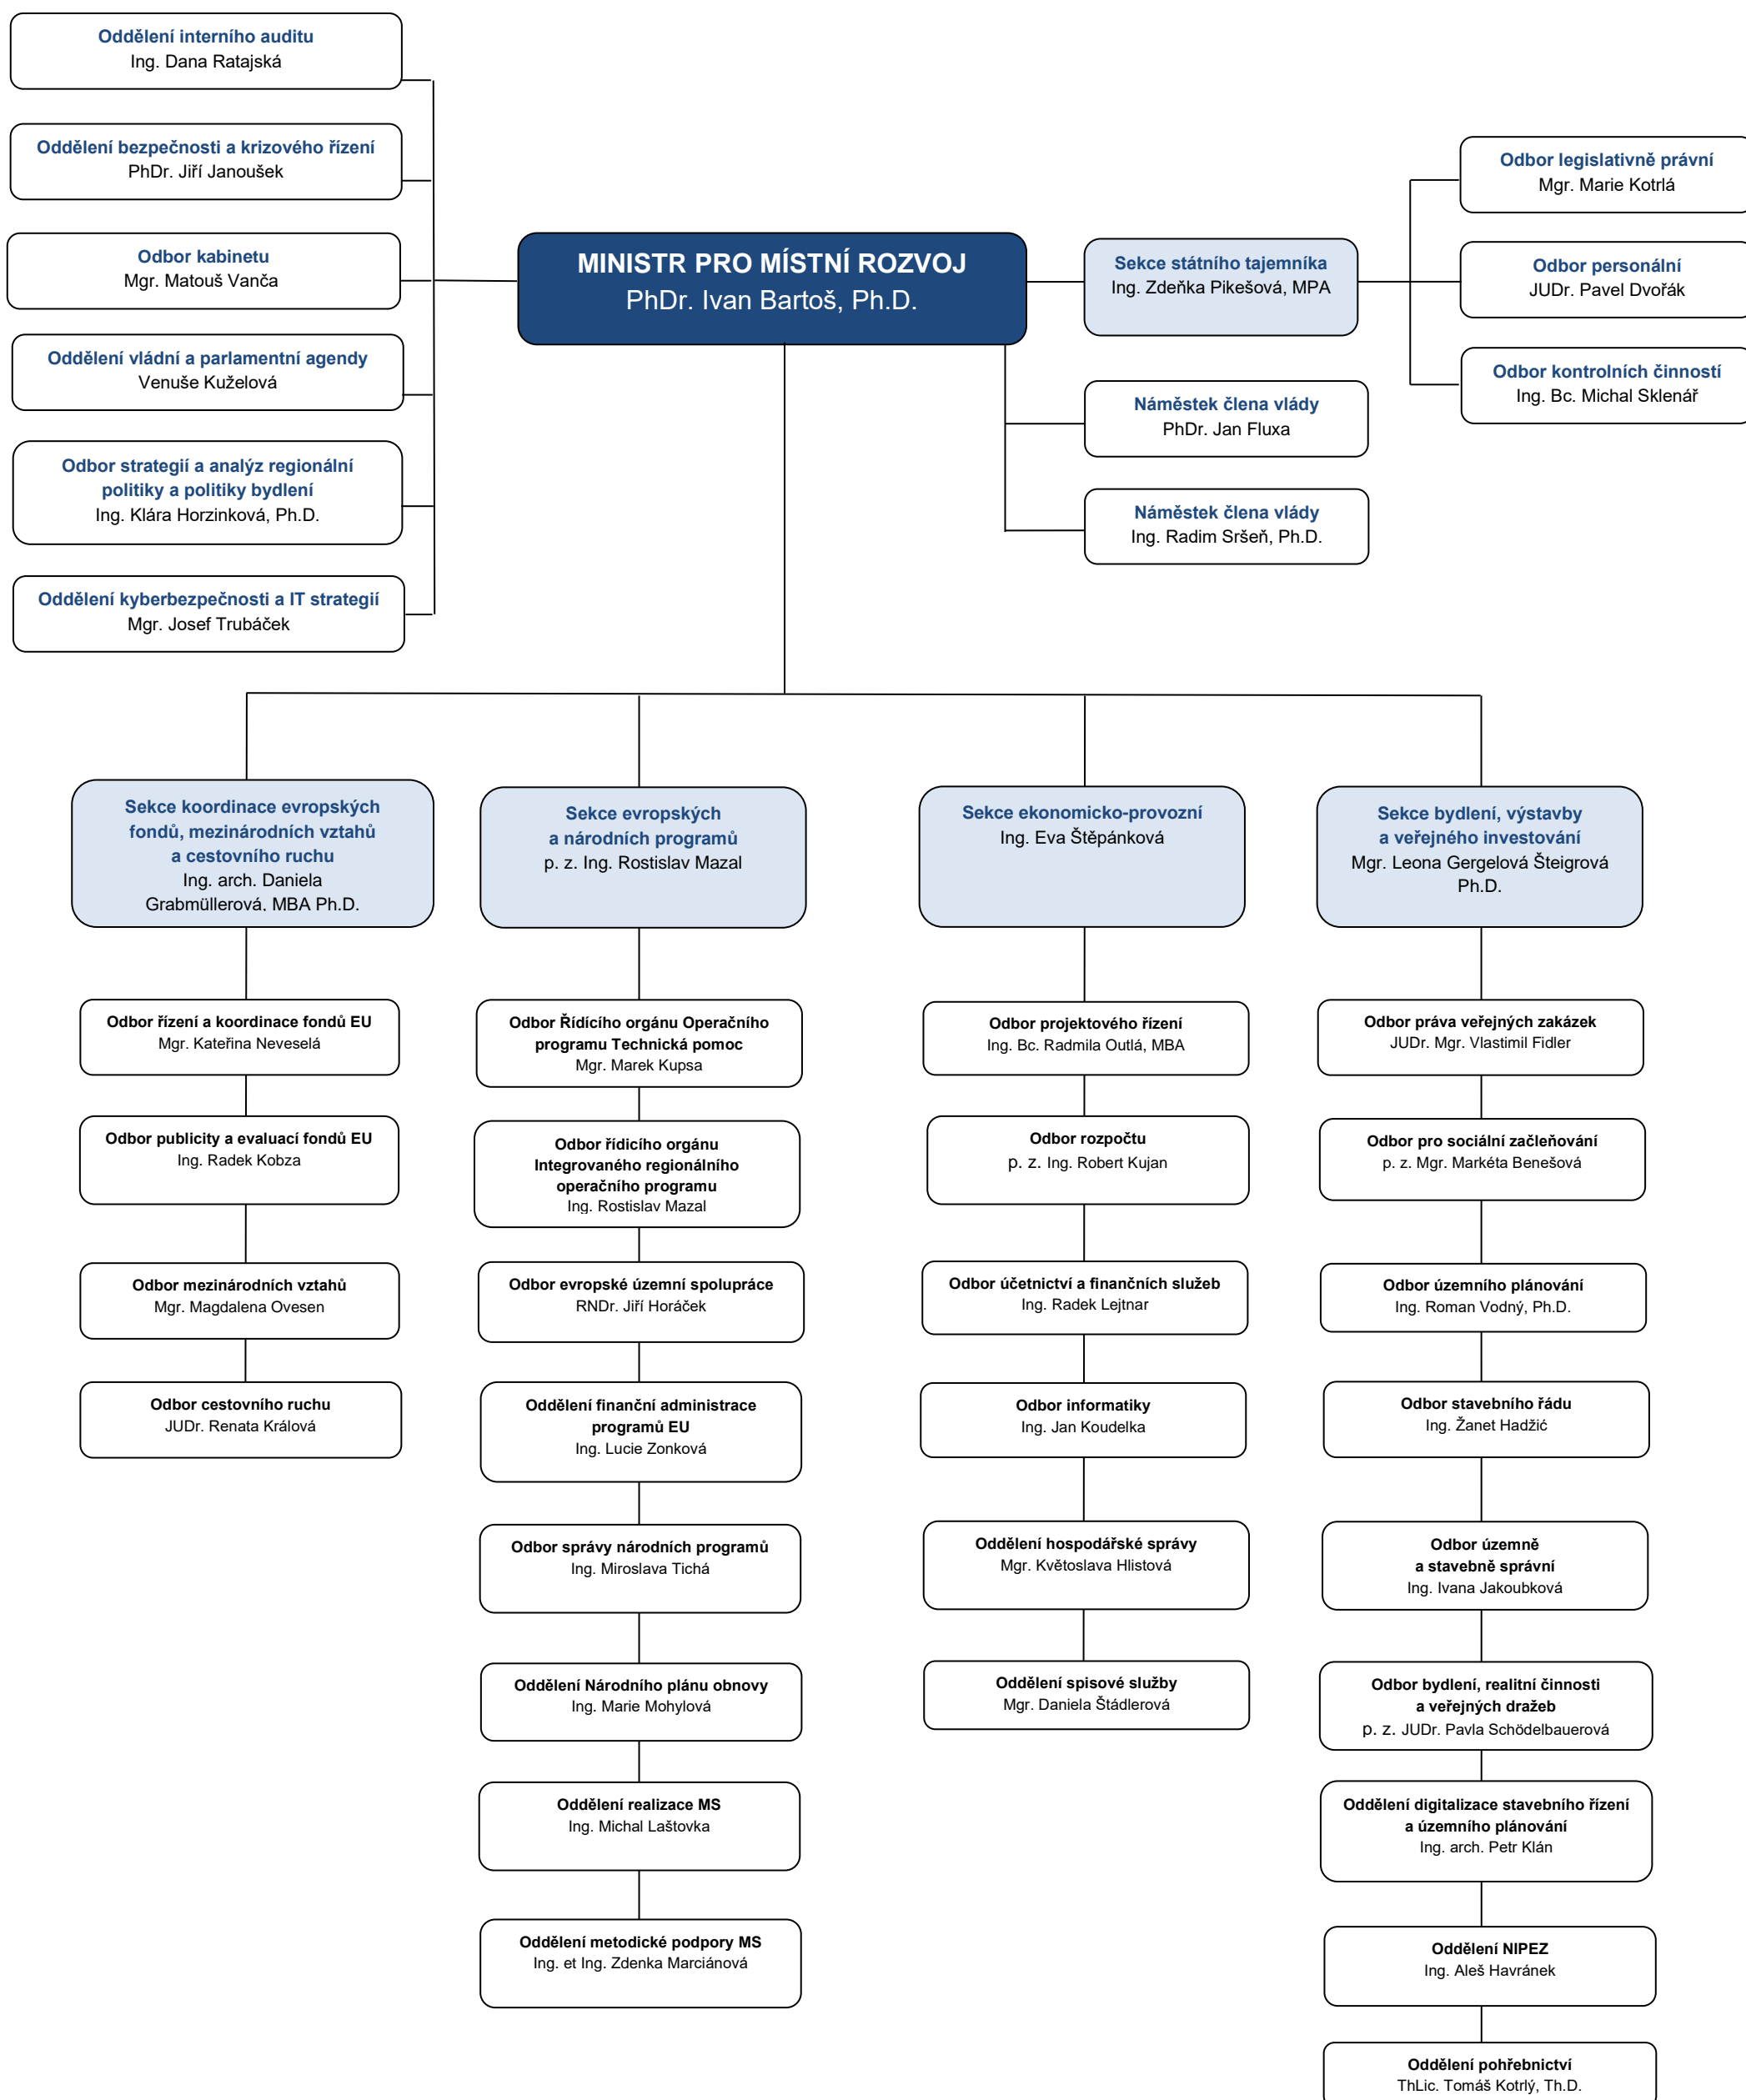 Oddělení interního auditu
Ing. Dana Ratajská
Oddělení bezpečnosti a krizového řízení
PhDr. Jiří Janoušek
Odbor kabinetu
Mgr. Matouš Vanča
Oddělení vládní a parlamentní agendy
Venuše Kuželová
Odbor strategií a analýz regionální
politiky a politiky bydlení
Ing. Klára Horzinková, Ph.D.
Oddělení kyberbezpečnosti a IT strategií
Mgr. Josef Trubáček
MINISTR PRO MÍSTNÍ ROZVOJ
PhDr. Ivan Bartoš, Ph.D.
Sekce státního tajemníka
Ing. Zdeňka Pikešová, MPA
Náměstek člena vlády
PhDr. Jan Fluxa
Náměstek člena vlády
Ing. Radim Sršeň, Ph.D.
Odbor legislativně právní
Mgr. Marie Kotrlá
Odbor personální
JUDr. Pavel Dvořák
Odbor kontrolních činností
Ing. Bc. Michal Sklenář
Sekce koordinace evropských
fondů, mezinárodních vztahů
a cestovního ruchu
Ing. arch. Daniela
Grabmüllerová, MBA Ph.D.
Odbor řízení a koordinace fondů EU
Mgr. Kateřina Neveselá
Odbor publicity a evaluací fondů EU
Ing. Radek Kobza
Odbor mezinárodních vztahů
Mgr. Magdalena Ovesen
Odbor cestovního ruchu
JUDr. Renata Králová
Sekce evropských
a národních programů
p. z. Ing. Rostislav Mazal
Odbor Řídícího orgánu Operačního
programu Technická pomoc
Mgr. Marek Kupsa
Odbor řídicího orgánu
Integrovaného regionálního
operačního programu
Ing. Rostislav Mazal
Odbor evropské územní spolupráce
RNDr. Jiří Horáček
Oddělení finanční administrace
programů EU
Ing. Lucie Zonková
Odbor správy národních programů
Ing. Miroslava Tichá
Oddělení Národního plánu obnovy
Ing. Marie Mohylová
Oddělení realizace MS
Ing. Michal Laštovka
Oddělení metodické podpory MS
Ing. et Ing. Zdenka Marciánová
Sekce ekonomicko-provozní
Ing. Eva Štěpánková
Odbor projektového řízení
Ing. Bc. Radmila Outlá, MBA
Odbor rozpočtu
p. z. Ing. Robert Kujan
Odbor účetnictví a finančních služeb
Ing. Radek Lejtnar
Odbor informatiky
Ing. Jan Koudelka
Oddělení hospodářské správy
Mgr. Květoslava Hlistová
Oddělení spisové služby
Mgr. Daniela Štádlerová
Sekce bydlení, výstavby
a veřejného investování
Mgr. Leona Gergelová Šteigrová
Ph.D.
Odbor práva veřejných zakázek
JUDr. Mgr. Vlastimil Fidler
Odbor pro sociální začleňování
p. z. Mgr. Markéta Benešová
Odbor územního plánování
Ing. Roman Vodný, Ph.D.
Odbor stavebního řádu
Ing. Žanet Hadžić
Odbor územně
a stavebně správní
Ing. Ivana Jakoubková
Odbor bydlení, realitní činnosti
a veřejných dražeb
p. z. JUDr. Pavla Schödelbauerová
Oddělení digitalizace stavebního řízení
a územního plánování
Ing. arch. Petr Klán
Oddělení NIPEZ
Ing. Aleš Havránek
Oddělení pohřebnictví
ThLic. Tomáš Kotrlý, Th.D.